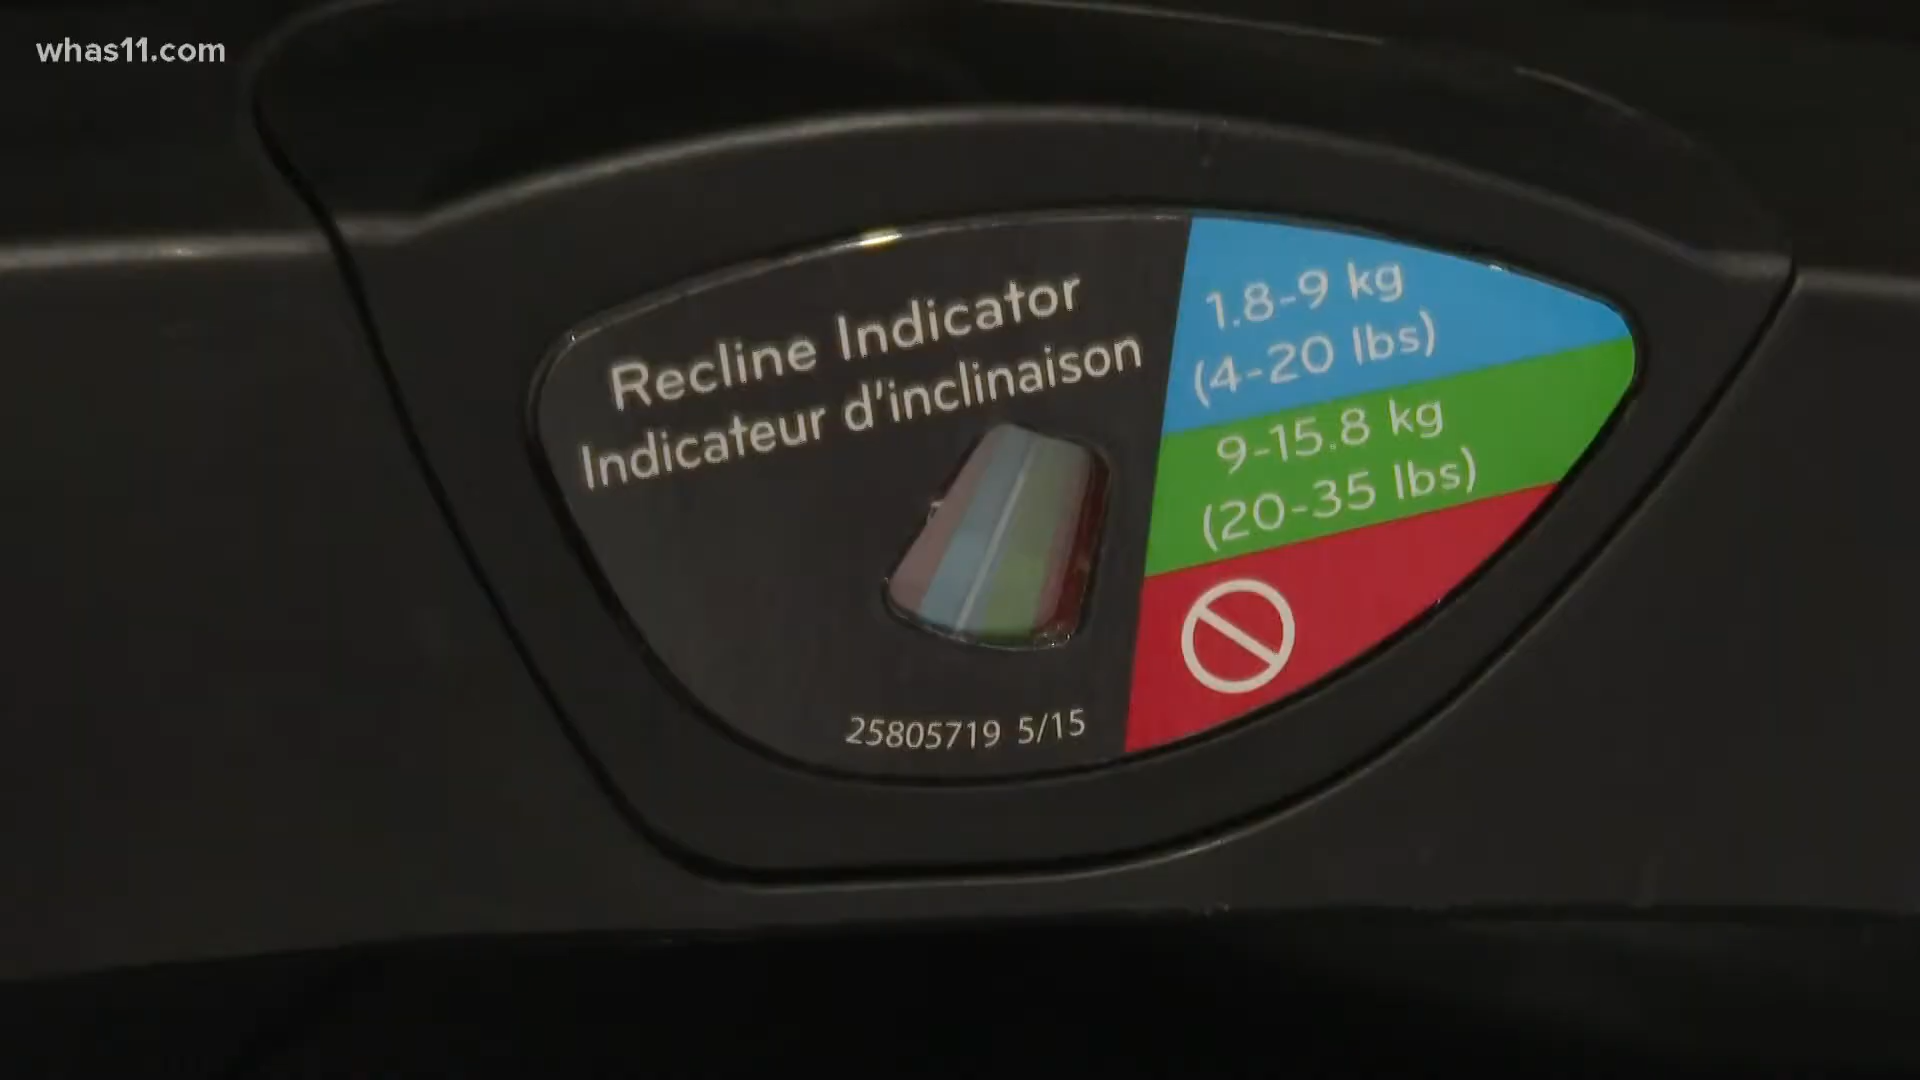 whas11.com
Recline Indicator
Indicateur d'inclinaison
1.8-9 kg
(4-20 lbs)
9-15.8 kg
(20-35 lbs)
25805719 5/15